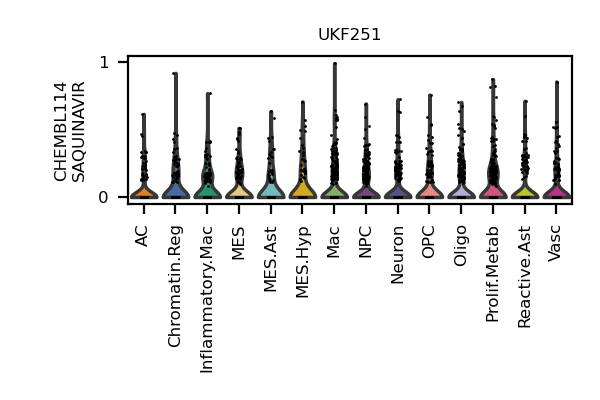 UKF251
CHEMBL114
SAQUINAVIR
1
0
AC
Chromatin.Reg
Inflammatory.Mac
MES
MES.Ast
MES.Hyp
Mac
NPC
Neuron
OPC
Oligo
Prolif.Metab
Reactive.Ast
Vasc